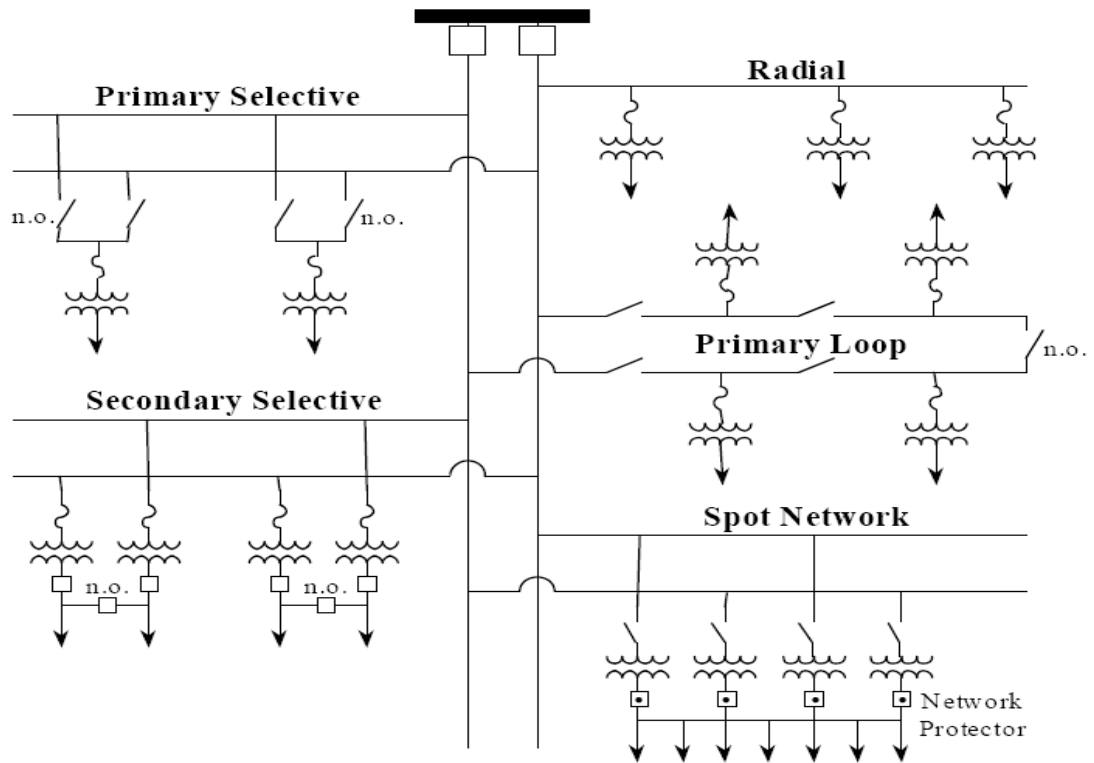 Radial
Primary Selective
n.o.
n.o.
Primary Loop
n.o.
Secondary Selective
n.o.
n.o.
Spot Network
Network
Protector